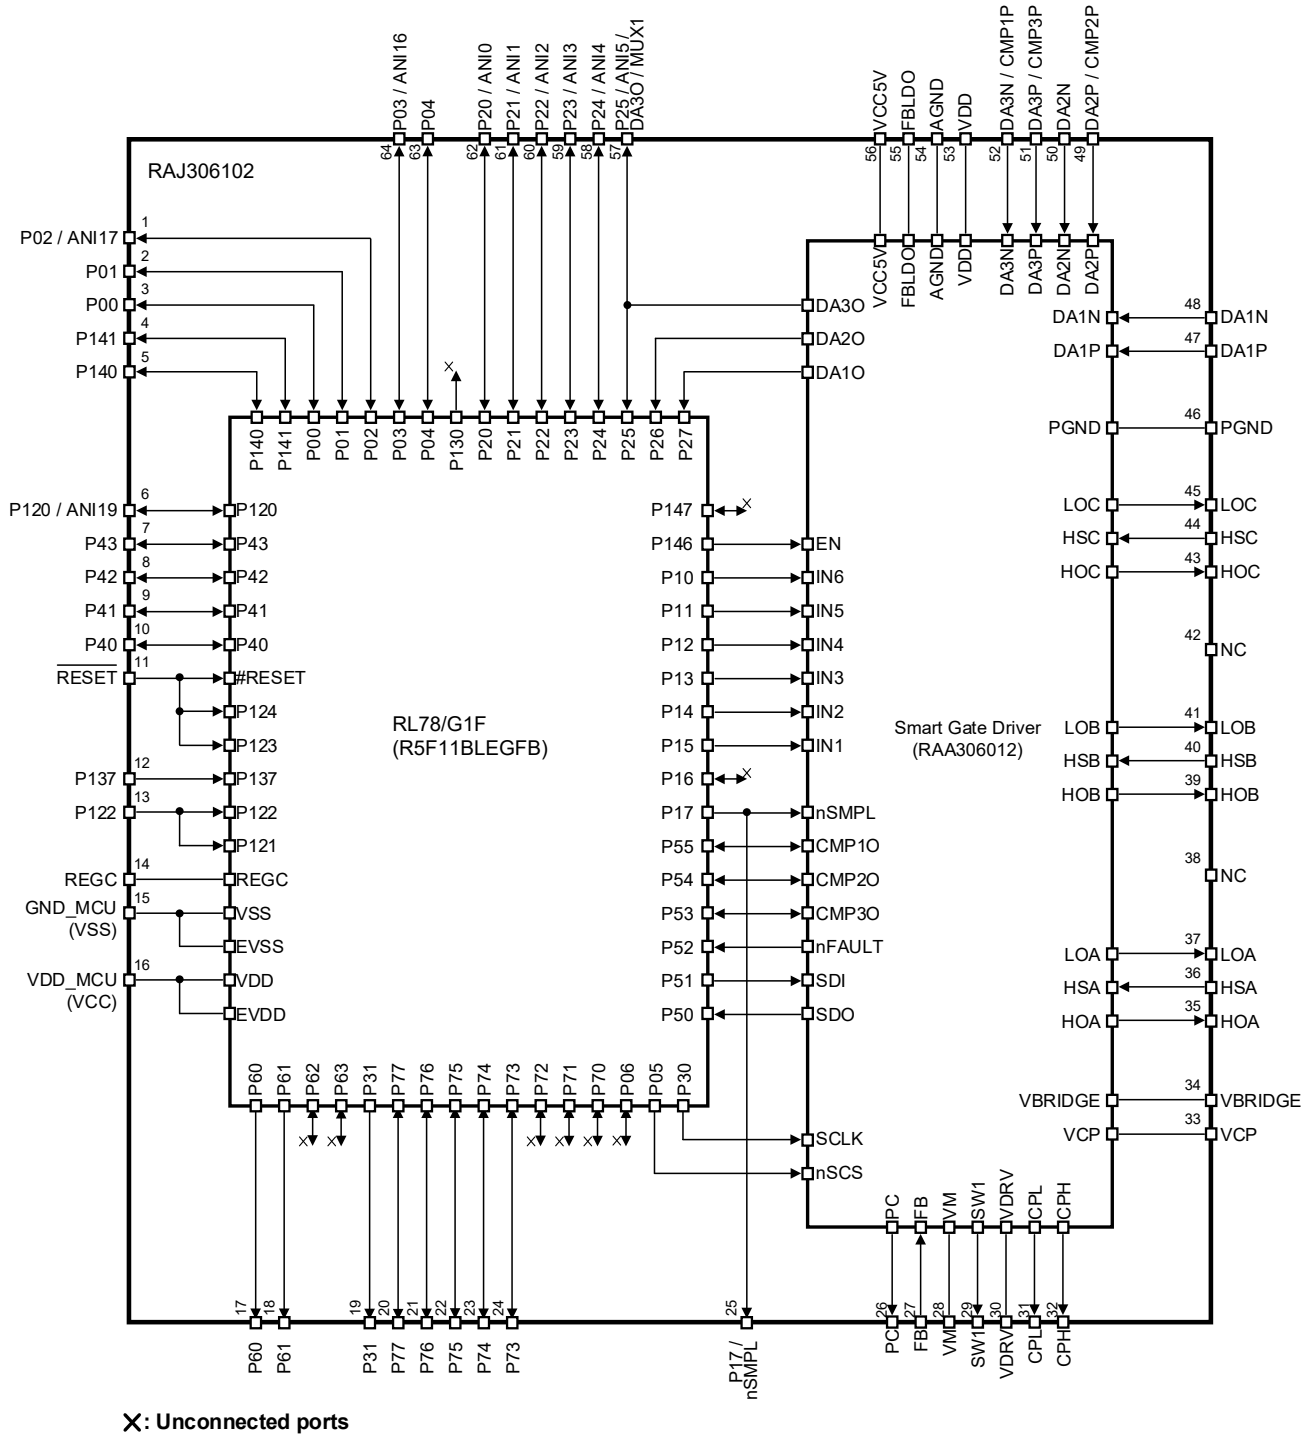 P03 / ANI16
P04
P20 / ANI0
P21 / ANI1
P22 / ANI2
P23 / ANI3
P24 / ANI4
P25 / ANI5 /
DA3O / MUX1
VCC5V
FBLDO
AGND
VDD
DA3N / CMP1P
DA3P / CMP3P
DA2N
DA2P / CMP2P
64
63
62
61
60
59
58
57
56
55
54
53
52
51
50
49
RAJ306102
1
P02 / ANI17
2
P01
3
P00
4
P141
5
P140
6
P120 / ANI19
7
P43
8
P42
9
P41
10
P40
11
RESET
12
P137
13
P122
14
REGC
15
GND_MCU
(VSS)
16
VDD_MCU
(VCC)
P140
P141
P00
P01
P02
P03
P04
×
P130
P20
P21
P22
P23
P24
P25
P26
P27
P120
P43
P42
P41
P40
#RESET
P124
P123
P137
P122
P121
REGC
VSS
EVSS
VDD
EVDD
RL78/G1F
(R5F11BLEGFB)
P147 ×
P146
P10
P11
P12
P13
P14
P15
P16 ×
P17
P55
P54
P53
P52
P51
P50
P60
P61
P62
P63
P31
P77
P76
P75
P74
P73
P72
P71
P70
P06
P05
P30
× × × × × ×
VCC5V
FBLDO
AGND
VDD
DA3N
DA3P
DA2N
DA2P
DA3O
DA2O
DA1O
EN
IN6
IN5
IN4
IN3
IN2
IN1
nSMPL
CMP1O
CMP2O
CMP3O
nFAULT
SDI
SDO
SCLK
nSCS
Smart Gate Driver
(RAA306012)
DA1N 48 DA1N
DA1P 47 DA1P
PGND 46 PGND
LOC 45 LOC
HSC 44 HSC
HOC 43 HOC
42 NC
LOB 41 LOB
HSB 40 HSB
HOB 39 HOB
38 NC
LOA 37 LOA
HSA 36 HSA
HOA 35 HOA
VBRIDGE 34 VBRIDGE
VCP 33 VCP
PC
FB
VM
SW1
VDRV
CPL
CPH
17
18
19
20
21
22
23
24
25
26
27
28
29
30
31
32
P60
P61
P31
P77
P76
P75
P74
P73
P17 /
nSMPL
PC
FB
VM
SW1
VDRV
CPL
CPH
×: Unconnected ports